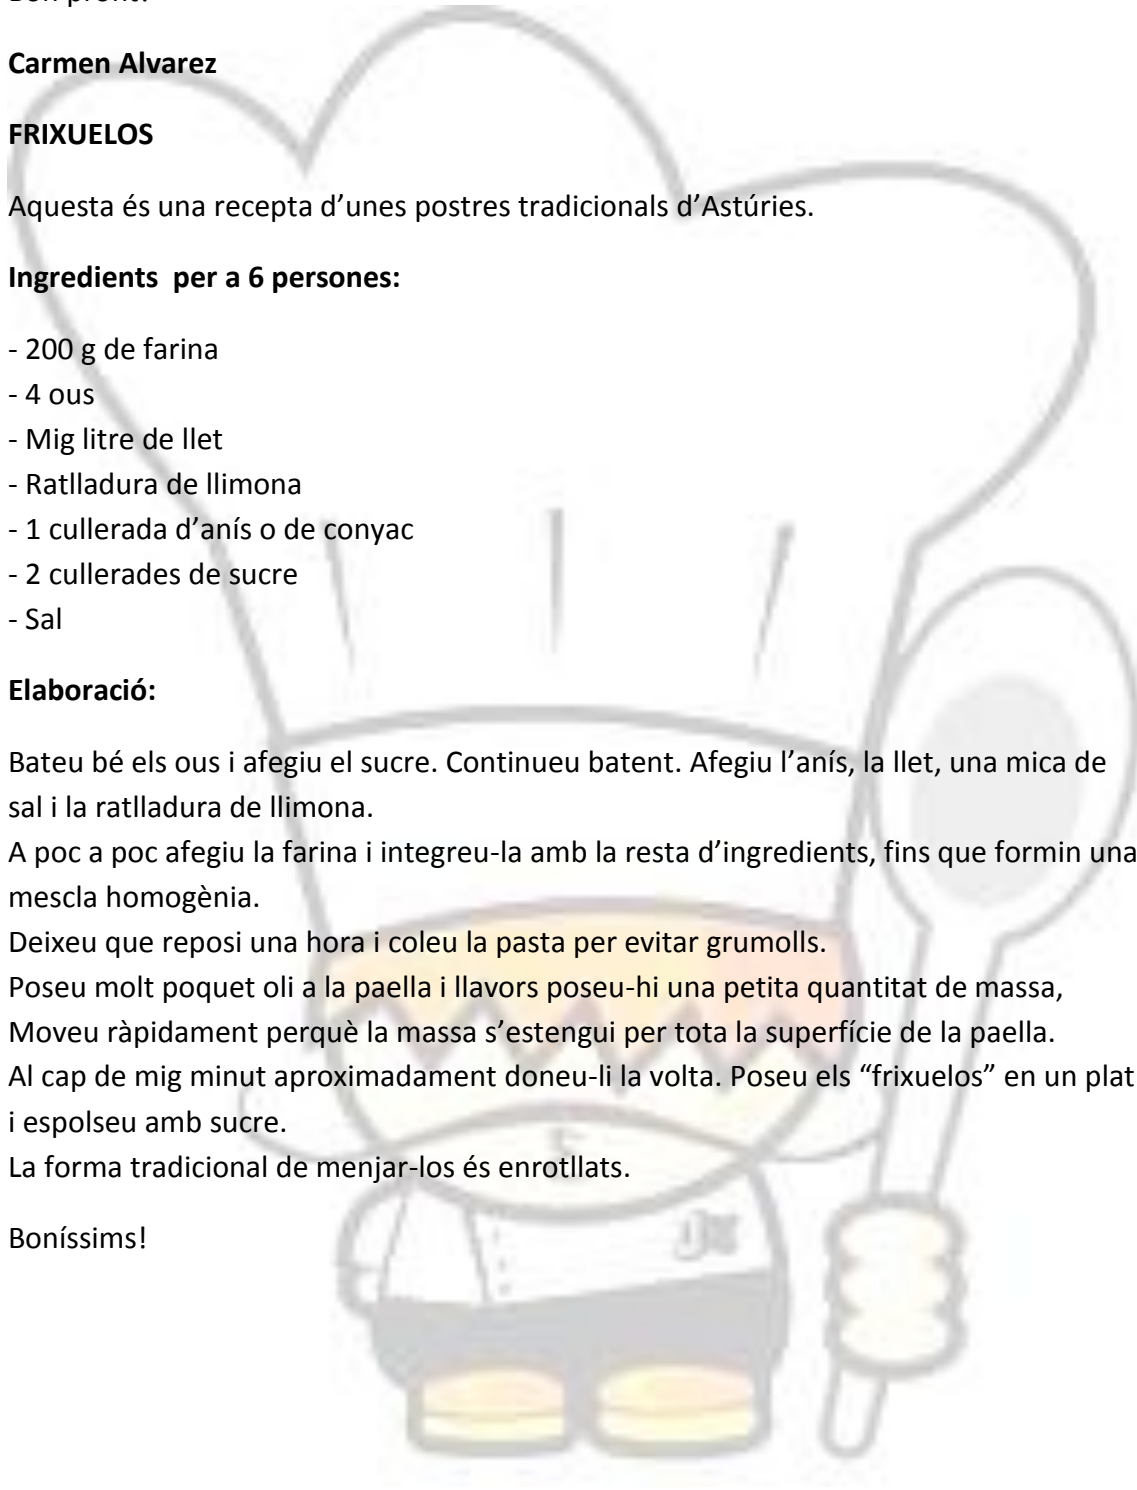 Carmen Alvarez
FRIXUELOS
Aquesta és una recepta d’unes postres tradicionals d’Astúries.
Ingredients  per a 6 persones:
- 200 g de farina
- 4 ous
- Mig litre de llet
- Ratlladura de llimona
- 1 cullerada d’anís o de conyac
- 2 cullerades de sucre
- Sal
Elaboració:
Bateu bé els ous i afegiu el sucre. Continueu batent. Afegiu l’anís, la llet, una mica de
sal i la ratlladura de llimona.
A poc a poc afegiu la farina i integreu-la amb la resta d’ingredients, fins que formin una
mescla homogènia.
Deixeu que reposi una hora i coleu la pasta per evitar grumolls.
Poseu molt poquet oli a la paella i llavors poseu-hi una petita quantitat de massa,
Moveu ràpidament perquè la massa s’estengui per tota la superfície de la paella.
Al cap de mig minut aproximadament doneu-li la volta. Poseu els “frixuelos” en un plat
i espolseu amb sucre.
La forma tradicional de menjar-los és enrotllats.
Boníssims!